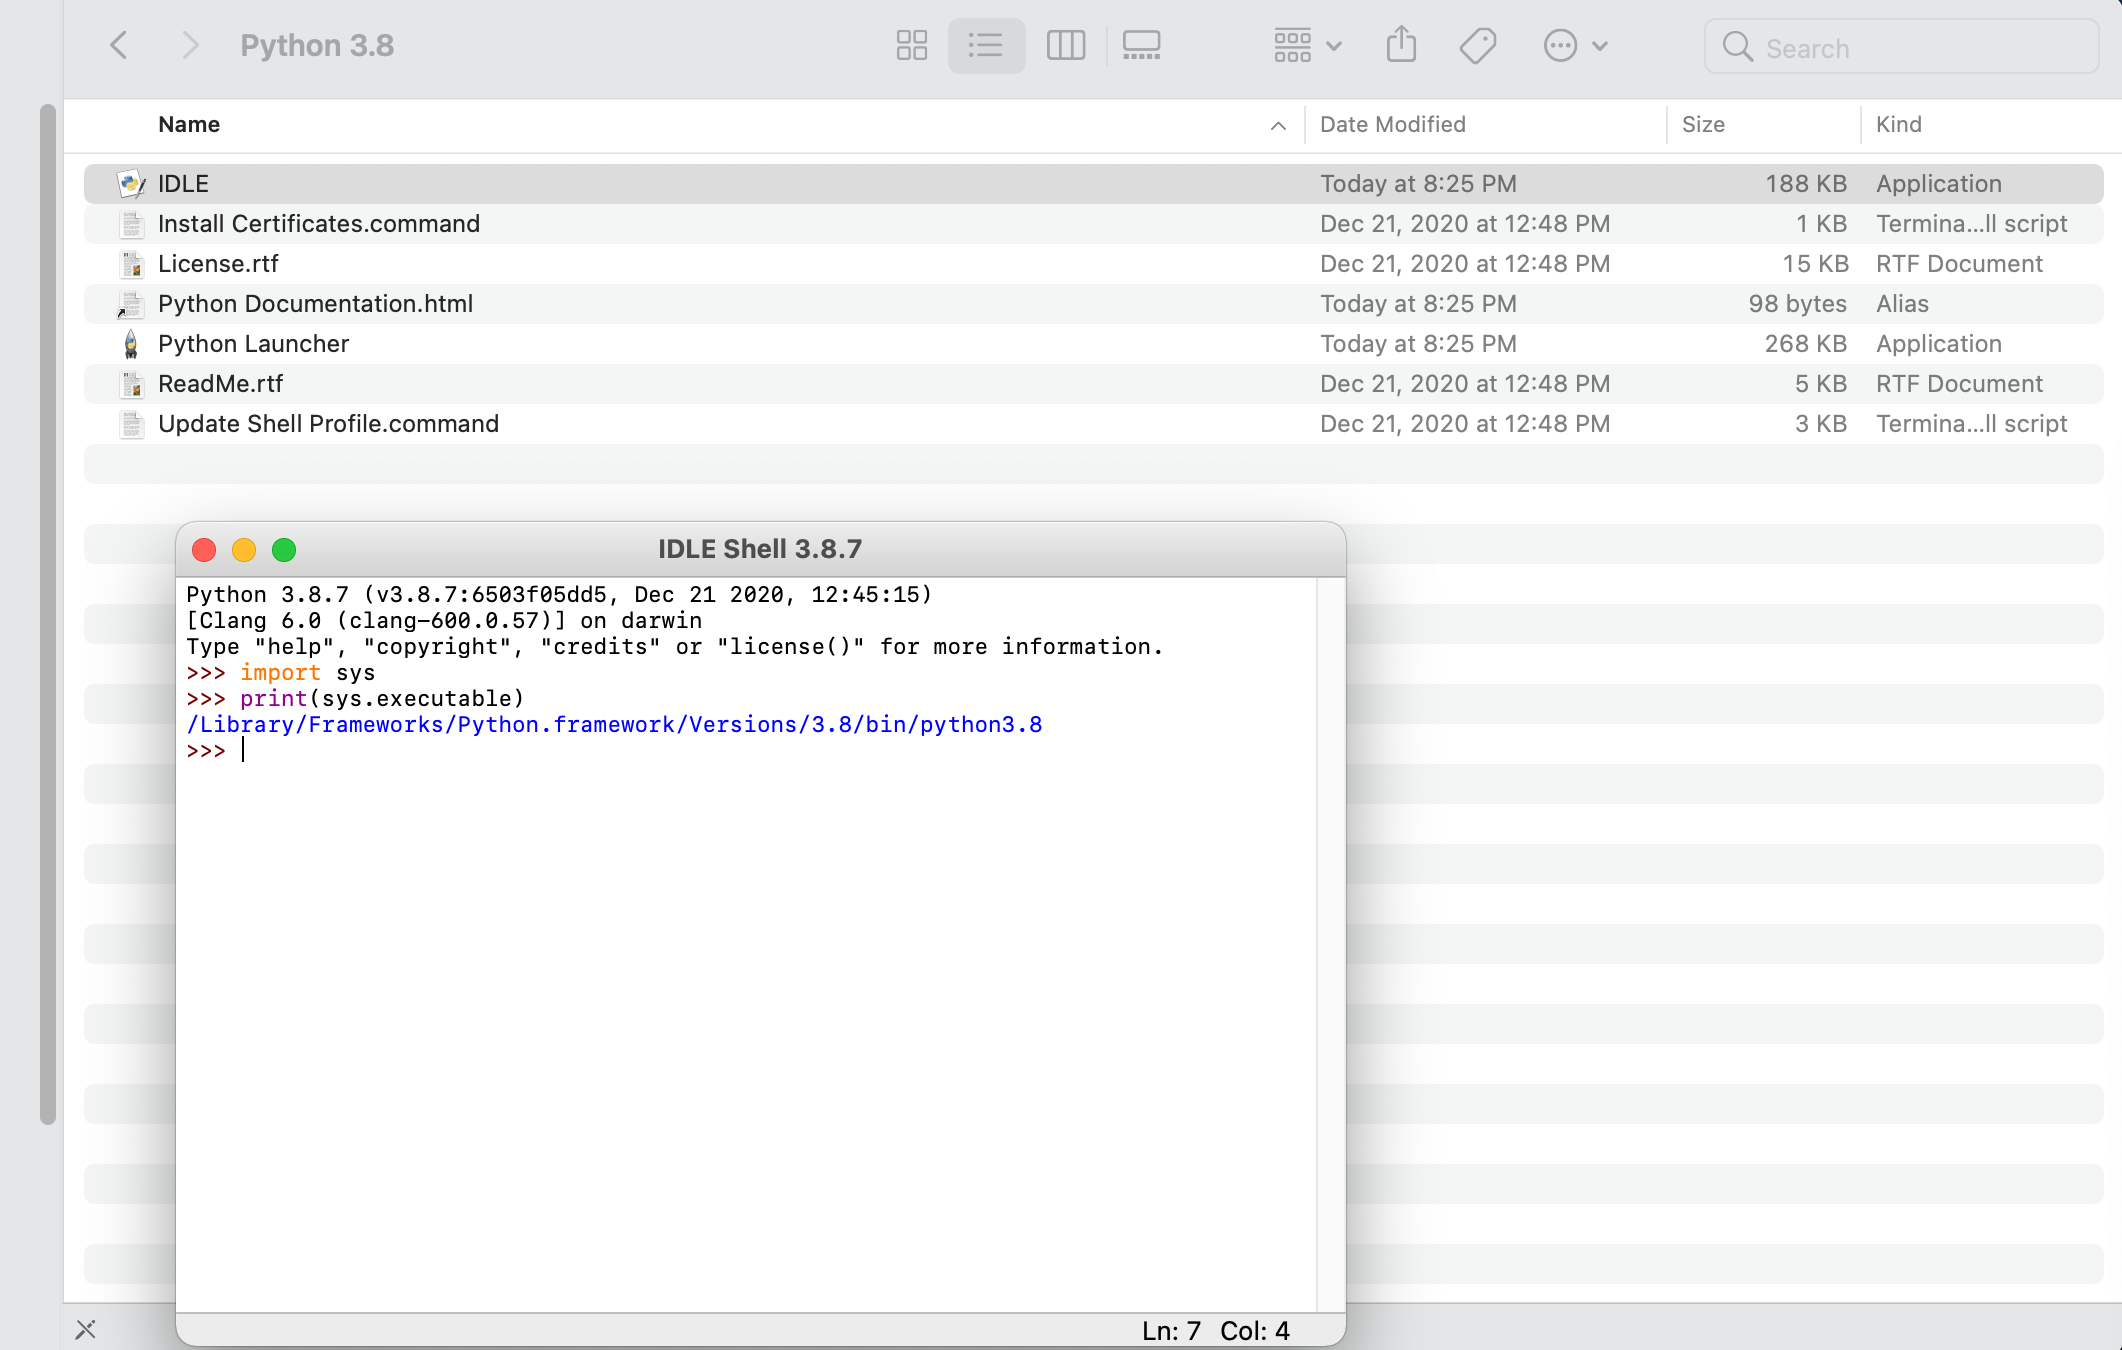 Python 3.8
Search
Name Date Modified Size Kind
IDLE Today at 8:25 PM 188 KB Application
Install Certificates.command Dec 21, 2020 at 12:48 PM 1 KB Termina...ll script
License.rtf Dec 21, 2020 at 12:48 PM 15 KB RTF Document
Python Documentation.html Today at 8:25 PM 98 bytes Alias
Python Launcher Today at 8:25 PM 268 KB Application
ReadMe.rtf Dec 21, 2020 at 12:48 PM 5 KB RTF Document
Update Shell Profile.command Dec 21, 2020 at 12:48 PM 3 KB Termina...ll script
IDLE Shell 3.8.7
Python 3.8.7 (v3.8.7:6503f05dd5, Dec 21 2020, 12:45:15)
[Clang 6.0 (clang-600.0.57)] on darwin
Type "help", "copyright", "credits" or "license()" for more information.
>>> import sys
>>> print(sys.executable)
/Library/Frameworks/Python.framework/Versions/3.8/bin/python3.8
>>>
Ln: 7 Col: 4